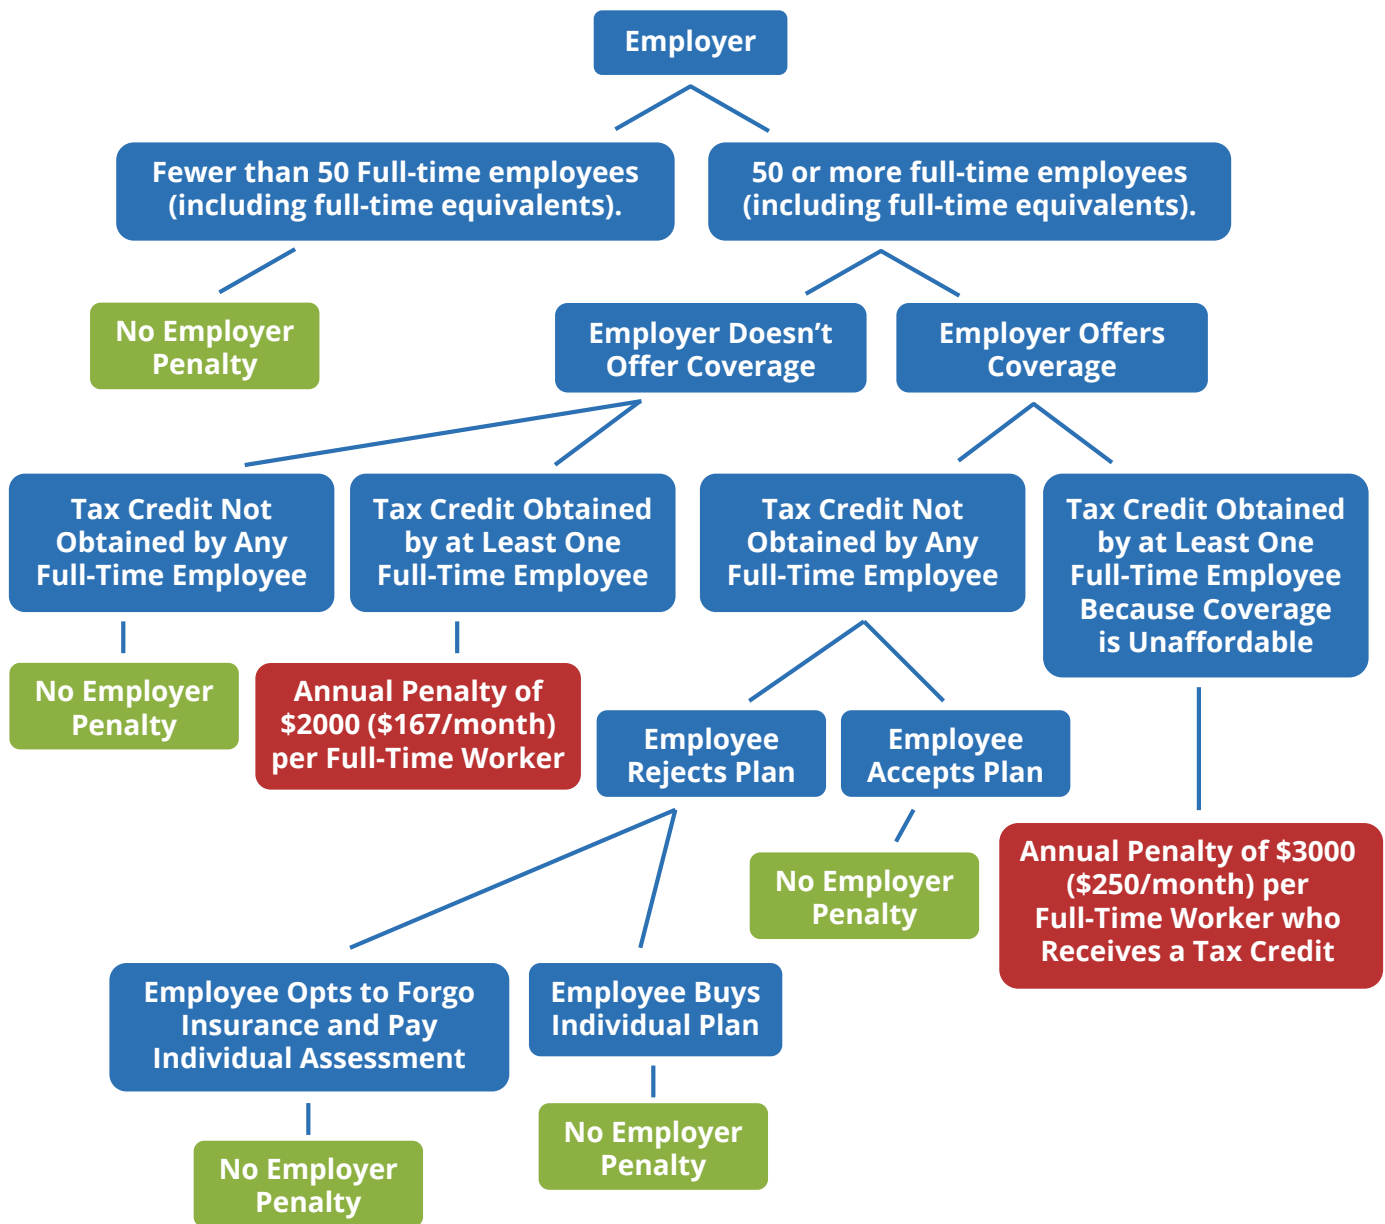 Employer
Fewer than 50 Full-time employees
(including full-time equivalents).
50 or more full-time employees
(including full-time equivalents).
No Employer
Penalty
Employer Doesn’t
Offer Coverage
Employer Offers
Coverage
Tax Credit Not
Obtained by Any
Full-Time Employee
Tax Credit Obtained
by at Least One
Full-Time Employee
Tax Credit Not
Obtained by Any
Full-Time Employee
Tax Credit Obtained
by at Least One
Full-Time Employee
Because Coverage
is Unaffordable
No Employer
Penalty
Annual Penalty of
$2000 ($167/month)
per Full-Time Worker
Employee
Rejects Plan
Employee
Accepts Plan
No Employer
Penalty
Annual Penalty of $3000
($250/month) per
Full-Time Worker who
Receives a Tax Credit
Employee Opts to Forgo
Insurance and Pay
Individual Assessment
Employee Buys
Individual Plan
No Employer
Penalty
No Employer
Penalty